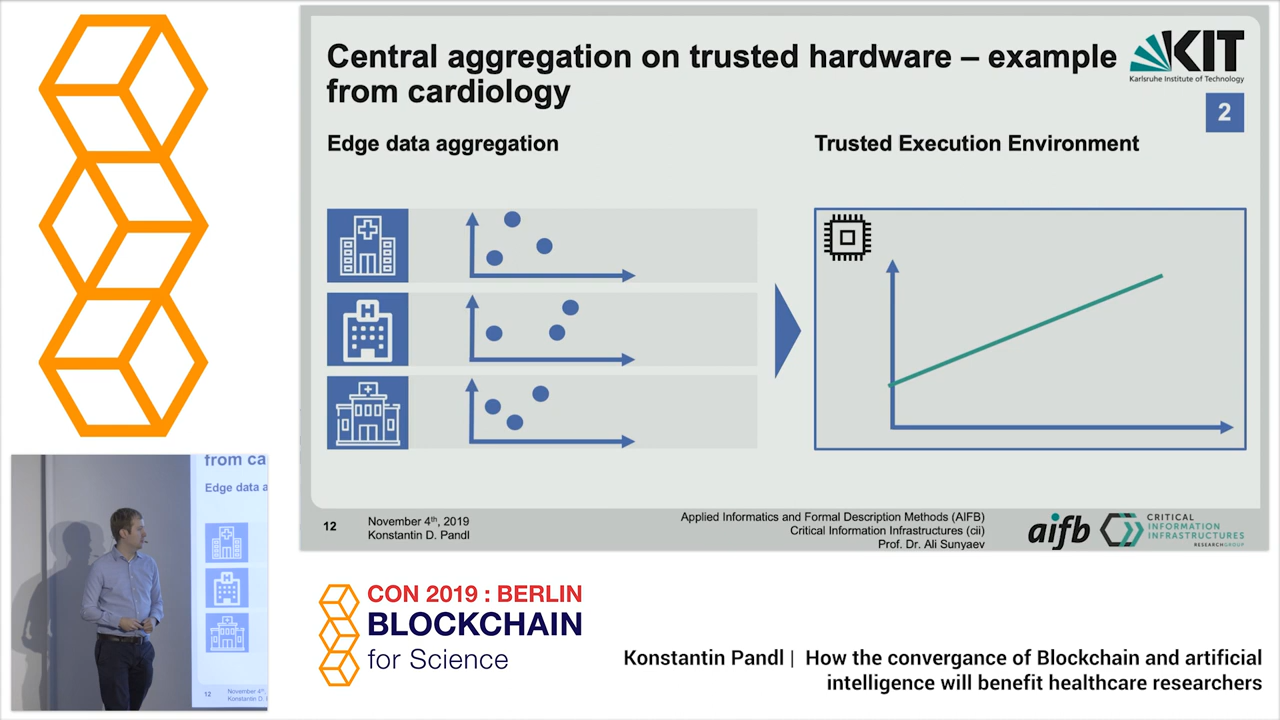 Central aggregation on trusted hardware – example
from cardiology
KIT
Karlsruhe Institute of Technology
2
Edge data aggregation
Trusted Execution Environment
H
12
November 4th, 2019
Konstantin D. Pandl
Applied Informatics and Formal Description Methods (AIFB)
Critical Information Infrastructures (cii)
Prof. Dr. Ali Sunyaev
aifb
CRITICAL
INFORMATION
INFRASTRUCTURES
RESEARCHGROUP
from ca
Edge data a
H
12
November 4th,
Konstantin D.
CON 2019 : BERLIN
BLOCKCHAIN
for Science
Konstantin Pandl | How the convergance of Blockchain and artificial
intelligence will benefit healthcare researchers